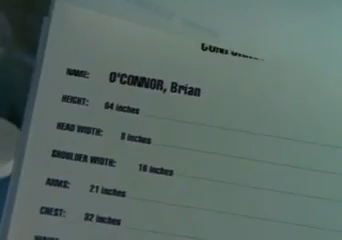 NAME: O'CONNOR, Brian
HEIGHT: 64 inches
HEAD WIDTH: 8 inches
SHOULDER WIDTH: 16 inches
ARMS: 21 inches
CHEST: 32 inches